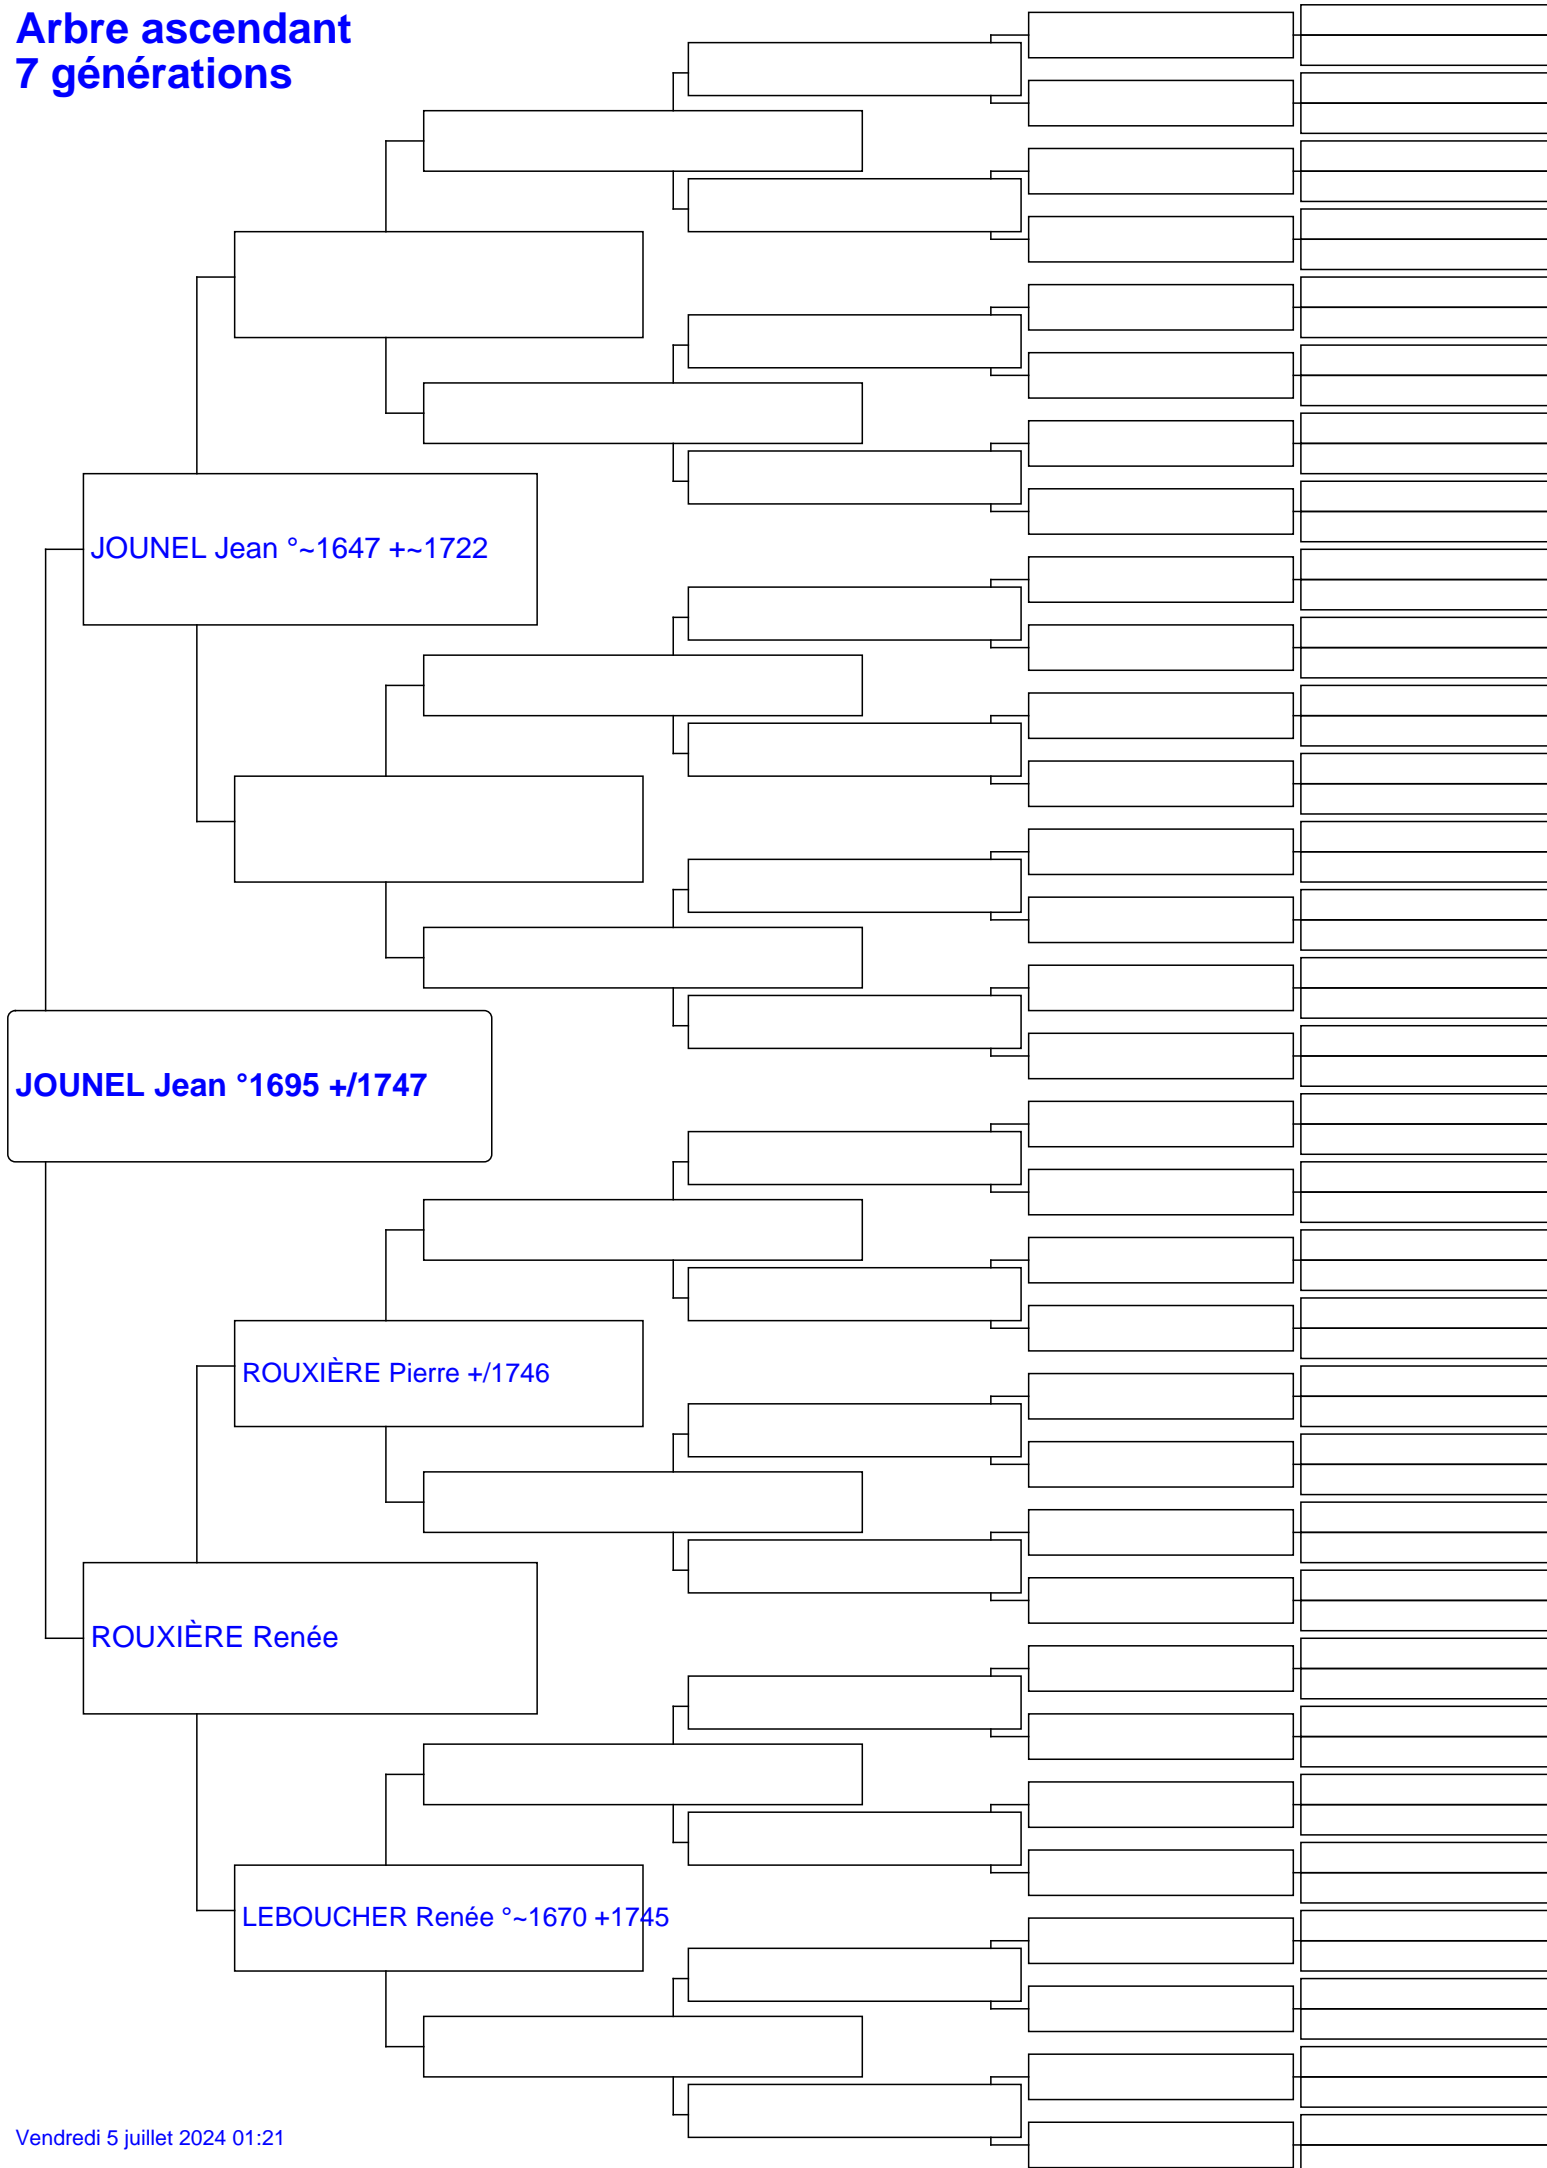 Arbre ascendant
7 générations
JOUNEL Jean °~1647 +~1722
JOUNEL Jean °1695 +/1747
ROUXIÈRE Pierre +/1746
ROUXIÈRE Renée
LEBOUCHER Renée °~1670 +1745
Vendredi 5 juillet 2024 01:21